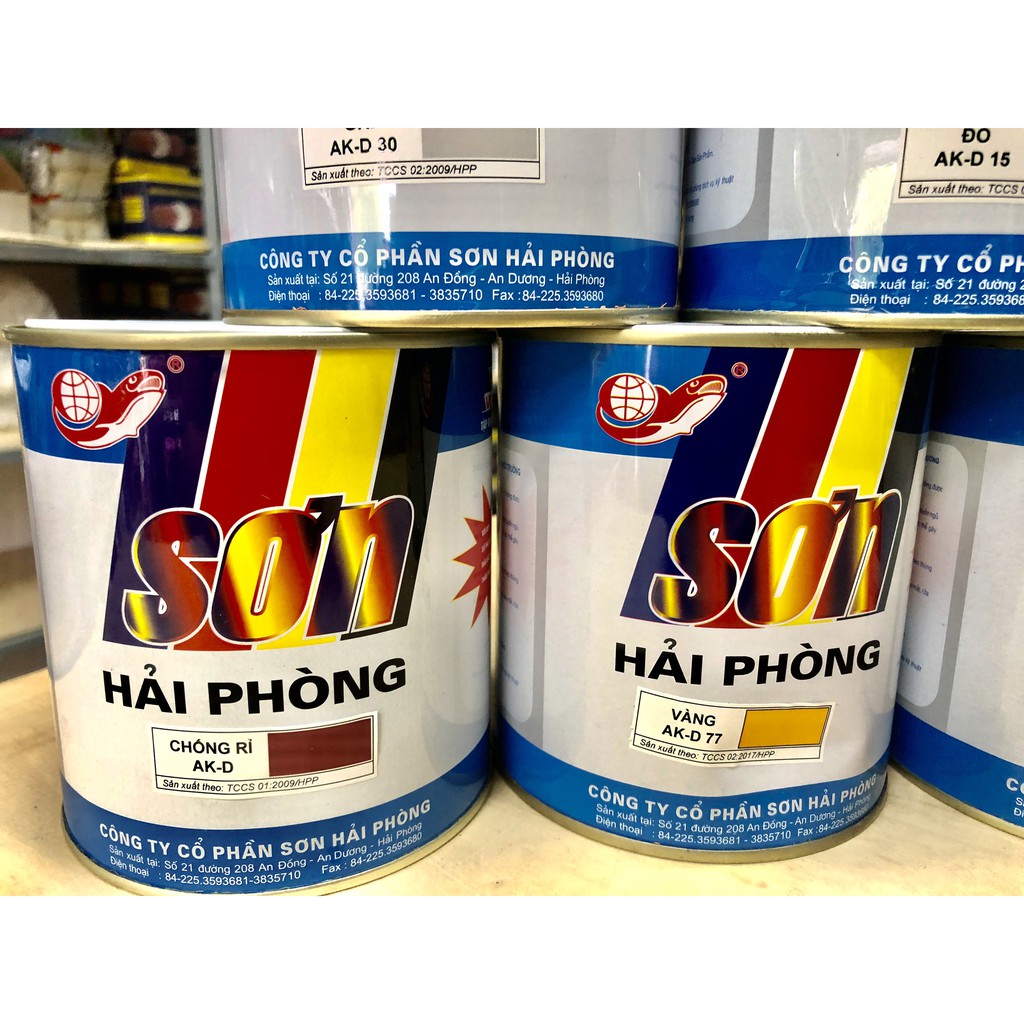 AK-D 30
Sản xuất theo: TCCS 02:2009/HPP
CÔNG TY CỔ PHẦN SƠN HẢI PHÒNG
Sản xuất tại: Số 21 đường 208 An Đồng - An Dương - Hải Phòng
Điện thoại : 84-225.3593681 - 3835710 Fax : 84-225.3593680
ĐỎ
AK-D 15
Sản xuất theo: TCCS
CÔNG TY CỔ
Sản xuất tại: Số 21 đường
Điện thoại
®
sơn
HẢI PHÒNG
CHỐNG RỈ
AK-D
Sản xuất theo: TCCS 01:2009/HPP
CÔNG TY CỔ PHẦN SƠN HẢI PHÒNG
Sản xuất tại: Số 21 đường 208 An Đồng - An Dương - Hải Phòng
Điện thoại : 84-225.3593681-3835710 Fax : 84-225.3593680
®
sơn
HẢI PHÒNG
VÀNG
AK-D 77
Sản xuất theo: TCCS 02:2017/HPP
CÔNG TY CỔ PHẦN SƠN HẢI PHÒNG
Sản xuất tại: Số 21 đường 208 An Đồng - An Dương - Hải Phòng
Điện thoại : 84-225.3593681 - 3835710 Fax : 84-225.3593680